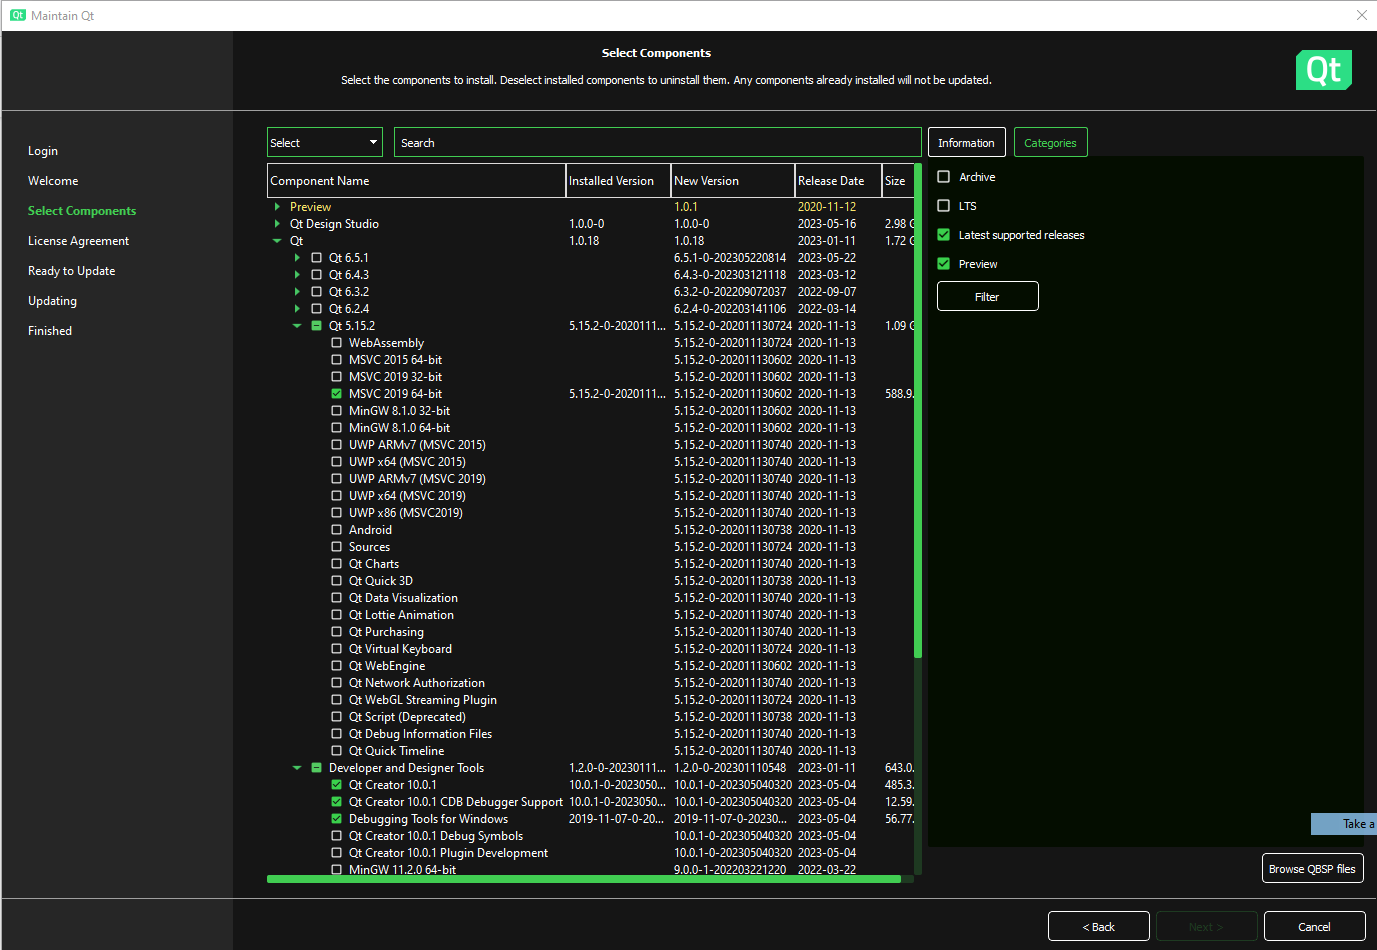 Qt Maintain Qt
Select Components
Select the components to install. Deselect installed components to uninstall them. Any components already installed will not be updated.
Qt
Login
Welcome
Select Components
License Agreement
Ready to Update
Updating
Finished
Select Search Information Categories
Component Name Installed Version New Version Release Date Size
Preview 1.0.1 2020-11-12
Qt Design Studio 1.0.0-0 1.0.0-0 2023-05-16 2.98 G
Qt 1.0.18 1.0.18 2023-01-11 1.72 G
Qt 6.5.1 6.5.1-0-202305220814 2023-05-22
Qt 6.4.3 6.4.3-0-202303121118 2023-03-12
Qt 6.3.2 6.3.2-0-202209072037 2022-09-07
Qt 6.2.4 6.2.4-0-202203141106 2022-03-14
Qt 5.15.2 5.15.2-0-2020111... 5.15.2-0-202011130724 2020-11-13 1.09 G
WebAssembly 5.15.2-0-202011130724 2020-11-13
MSVC 2015 64-bit 5.15.2-0-202011130602 2020-11-13
MSVC 2019 32-bit 5.15.2-0-202011130602 2020-11-13
MSVC 2019 64-bit 5.15.2-0-2020111... 5.15.2-0-202011130602 2020-11-13 588.9.
MinGW 8.1.0 32-bit 5.15.2-0-202011130602 2020-11-13
MinGW 8.1.0 64-bit 5.15.2-0-202011130602 2020-11-13
UWP ARMv7 (MSVC 2015) 5.15.2-0-202011130740 2020-11-13
UWP x64 (MSVC 2015) 5.15.2-0-202011130740 2020-11-13
UWP ARMv7 (MSVC 2019) 5.15.2-0-202011130740 2020-11-13
UWP x64 (MSVC 2019) 5.15.2-0-202011130740 2020-11-13
UWP x86 (MSVC2019) 5.15.2-0-202011130740 2020-11-13
Android 5.15.2-0-202011130738 2020-11-13
Sources 5.15.2-0-202011130724 2020-11-13
Qt Charts 5.15.2-0-202011130740 2020-11-13
Qt Quick 3D 5.15.2-0-202011130738 2020-11-13
Qt Data Visualization 5.15.2-0-202011130740 2020-11-13
Qt Lottie Animation 5.15.2-0-202011130740 2020-11-13
Qt Purchasing 5.15.2-0-202011130740 2020-11-13
Qt Virtual Keyboard 5.15.2-0-202011130724 2020-11-13
Qt WebEngine 5.15.2-0-202011130602 2020-11-13
Qt Network Authorization 5.15.2-0-202011130740 2020-11-13
Qt WebGL Streaming Plugin 5.15.2-0-202011130724 2020-11-13
Qt Script (Deprecated) 5.15.2-0-202011130738 2020-11-13
Qt Debug Information Files 5.15.2-0-202011130740 2020-11-13
Qt Quick Timeline 5.15.2-0-202011130740 2020-11-13
Developer and Designer Tools 1.2.0-0-20230111... 1.2.0-0-202301110548 2023-01-11 643.0.
Qt Creator 10.0.1 10.0.1-0-2023050... 10.0.1-0-202305040320 2023-05-04 485.3.
Qt Creator 10.0.1 CDB Debugger Support 10.0.1-0-2023050... 10.0.1-0-202305040320 2023-05-04 12.59.
Debugging Tools for Windows 2019-11-07-0-20... 2019-11-07-0-20230... 2023-05-04 56.77.
Qt Creator 10.0.1 Debug Symbols 10.0.1-0-202305040320 2023-05-04
Qt Creator 10.0.1 Plugin Development 10.0.1-0-202305040320 2023-05-04
MinGW 11.2.0 64-bit 9.0.0-1-202203221220 2022-03-22
Archive
LTS
Latest supported releases
Preview
Filter
Take a
Browse QBSP files
< Back Next > Cancel